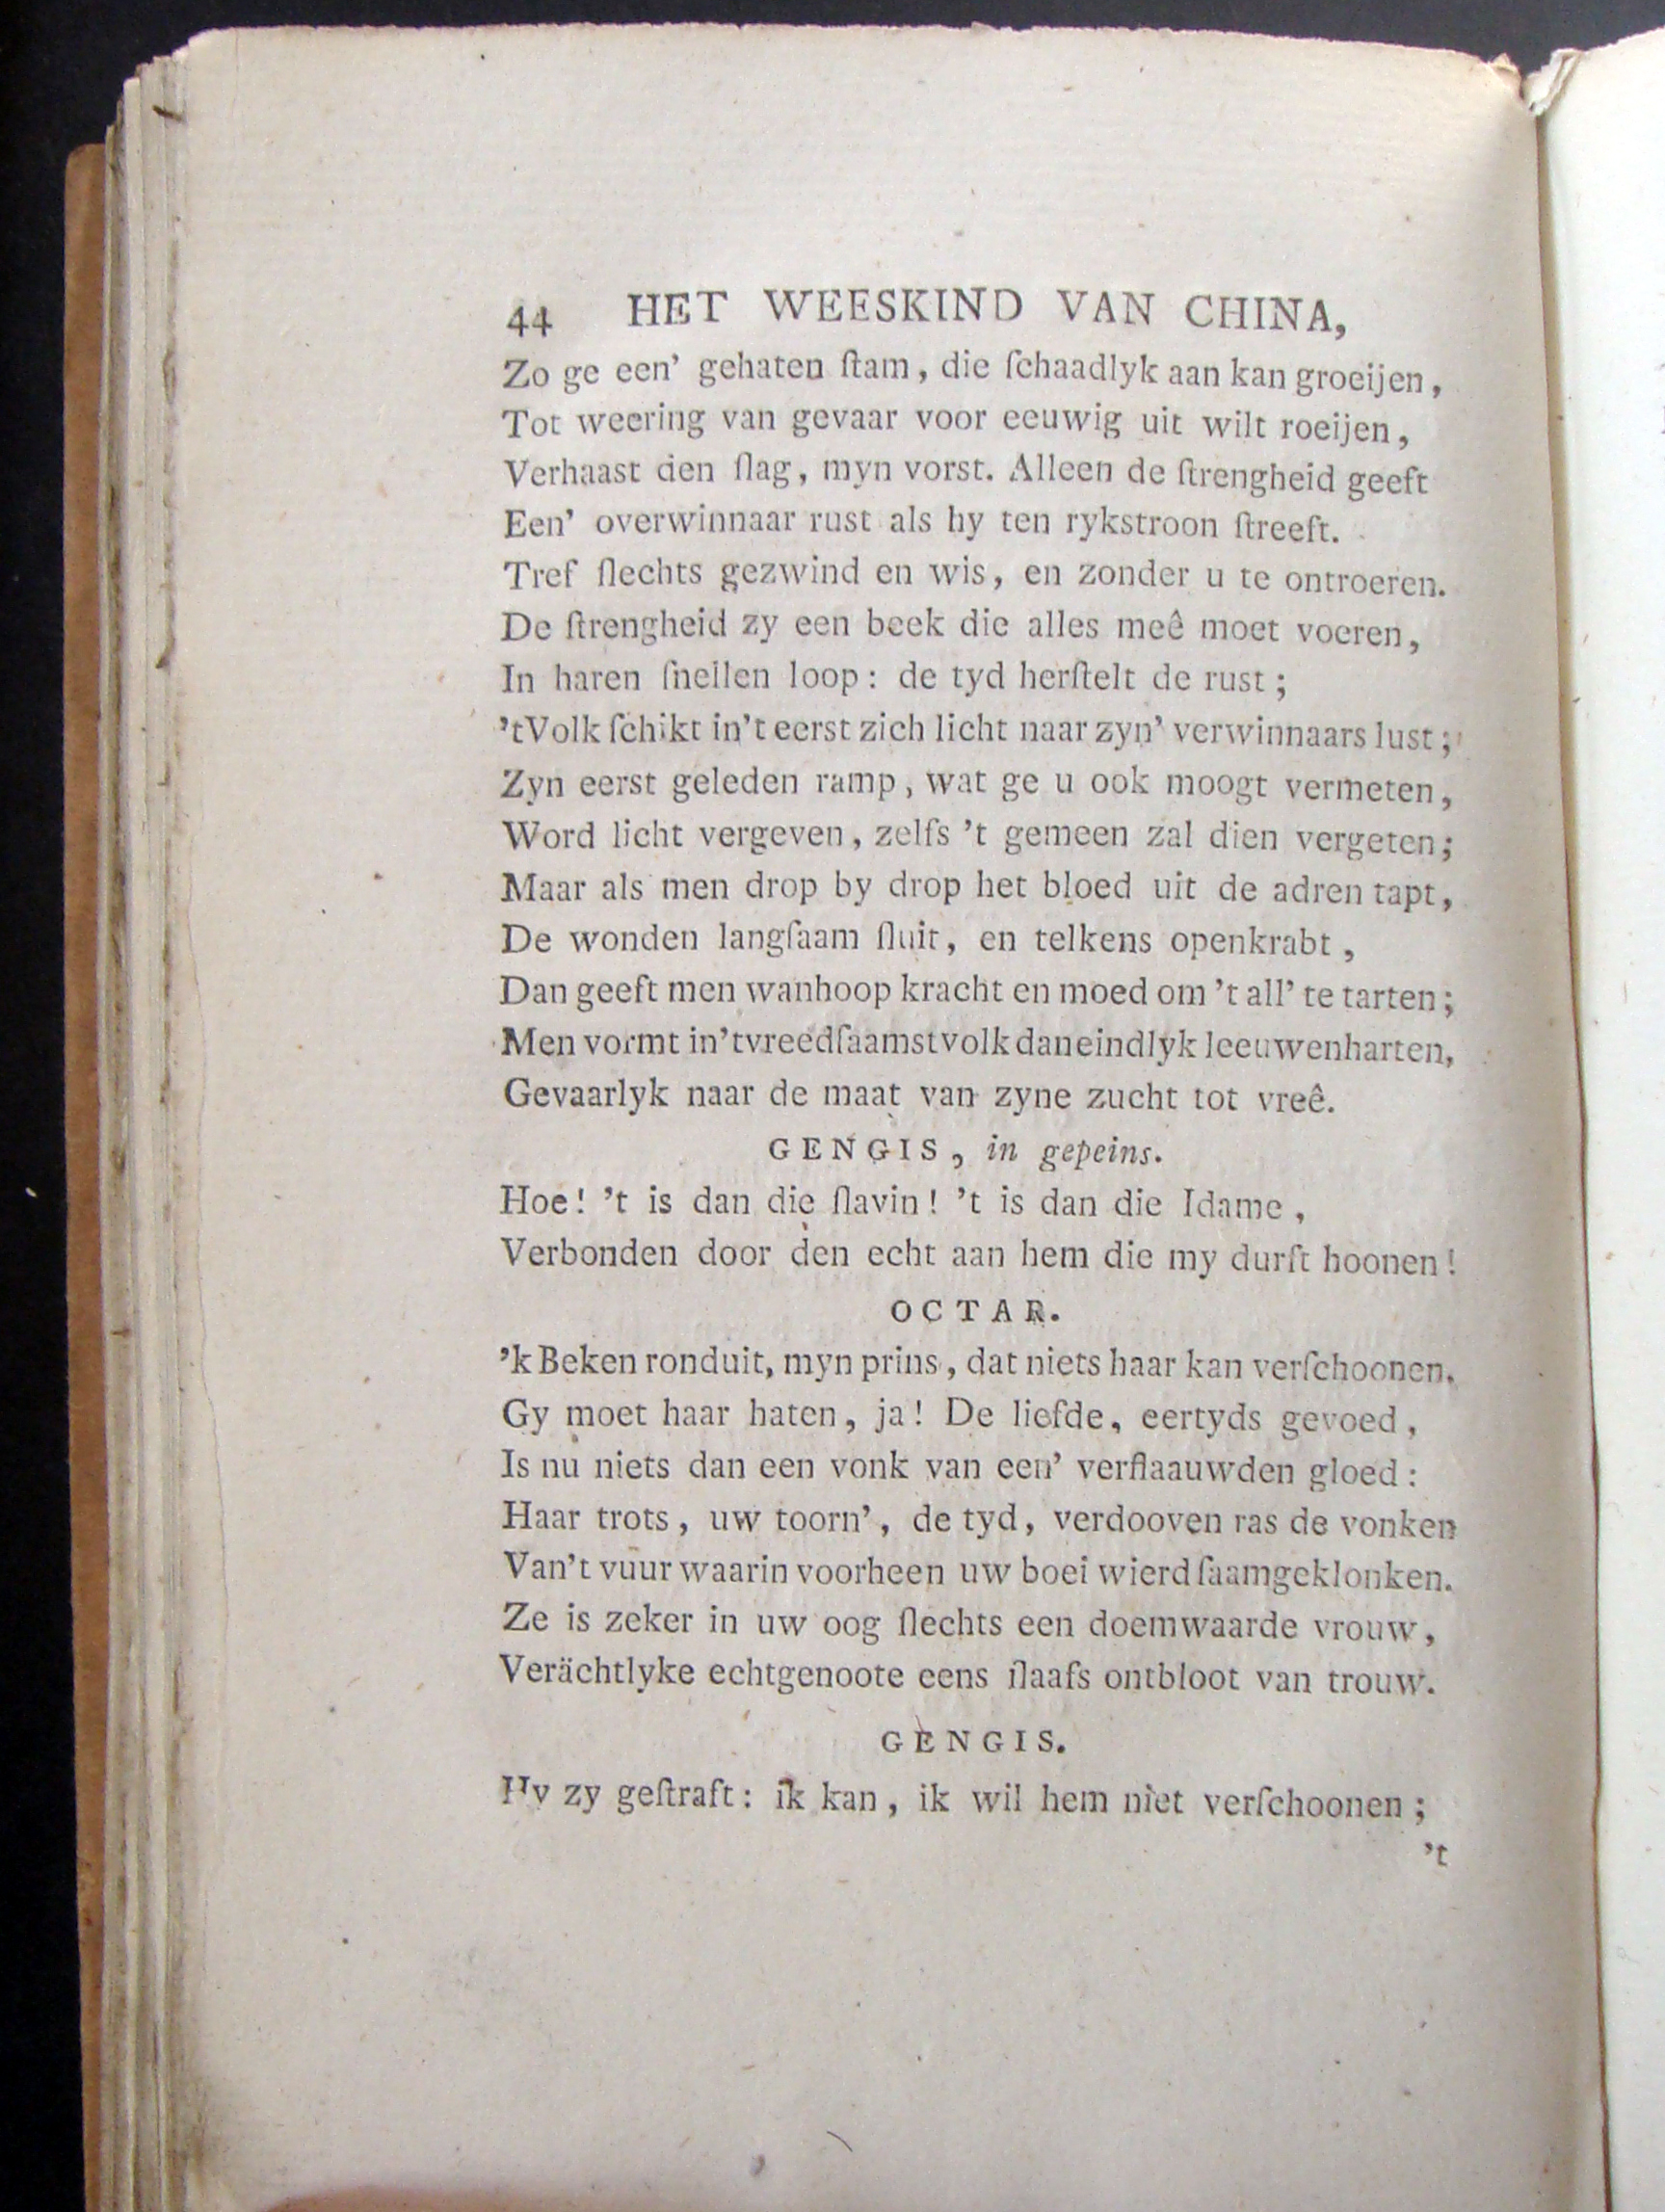 44 HET WEESKIND VAN CHINA,
Zo ge een’ gehaten ſtam, die ſchaadlyk aan kan groeijen,
Tot weering van gevaar voor eeuwig uit wilt roeijen,
Verhaast den ſlag, myn vorst. Alleen de ſtrengheid geeft
Een’ overwinnaar rust als hy ten rykstroon ſtreeft.
Tref ſlechts gezwind en wis, en zonder u te ontroeren.
De ſtrengheid zy een beek die alles meê moet voeren,
In haren ſnellen loop: de tyd herſtelt de rust;
’t Volk ſchikt in’t eerst zich licht naar zyn’ verwinnaars lust;
Zyn eerst geleden ramp, wat ge u ook moogt vermeten,
Word licht vergeven, zelfs ’t gemeen zal dien vergeten;
Maar als men drop by drop het bloed uit de adren tapt,
De wonden langſaam ſluit, en telkens openkrabt,
Dan geeft men wanhoop kracht en moed om ’t all’ te tarten;
Men vormt in’t vreedſaamst volk dan eindlyk leeuwenharten,
Gevaarlyk naar de maat van zyne zucht tot vreê.
GENGIS, in gepeins.
Hoe! ’t is dan die ſlavin! ’t is dan die Idame,
Verbonden door den echt aan hem die my durft hoonen!
OCTAR.
’k Beken ronduit, myn prins, dat niets haar kan verſchoonen.
Gy moet haar haten, ja! De liefde, eertyds gevoed,
Is nu niets dan een vonk van een’ verflaauwden gloed:
Haar trots, uw toorn’, de tyd, verdooven ras de vonken
Van’t vuur waarin voorheen uw boei wierd ſaamgeklonken.
Ze is zeker in uw oog ſlechts een doemwaarde vrouw,
Verächtlyke echtgenoote eens ſlaafs ontbloot van trouw.
GENGIS.
Hy zy geſtraft: ik kan, ik wil hem niet verſchoonen;
’t